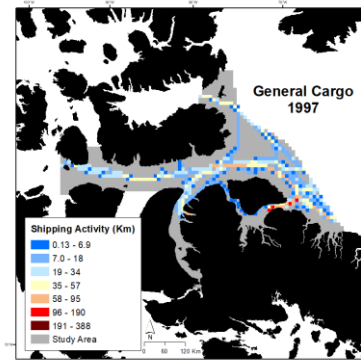 General Cargo
1997
Shipping Activity (Km)
0.13 - 6.9
7.0 - 18
19 - 34
35 - 57
58 - 95
96 - 190
191 - 388
Study Area
N
0 60 120 Km